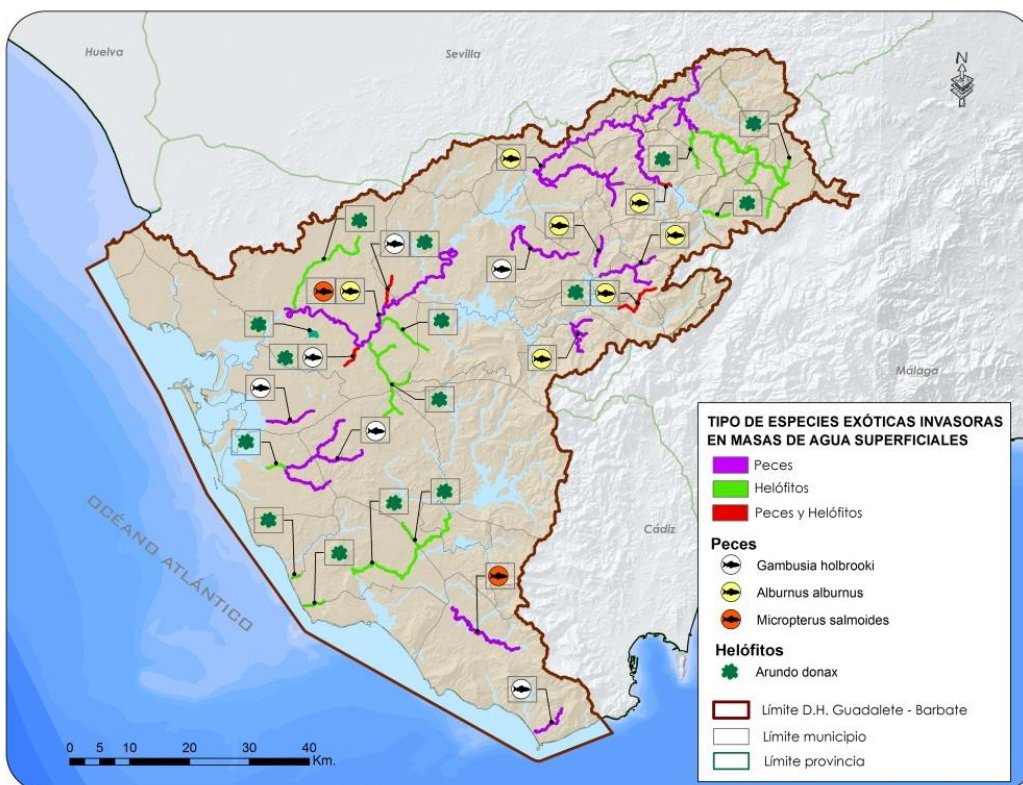 Huelva
Sevilla
N
Málaga
Cádiz
OCÉANO ATLÁNTICO
0 5 10 20 30 40
Km.
TIPO DE ESPECIES EXÓTICAS INVASORAS
EN MASAS DE AGUA SUPERFICIALES
Peces
Helófitos
Peces y Helófitos
Peces
Gambusia holbrooki
Alburnus alburnus
Micropterus salmoides
Helófitos
Arundo donax
Límite D.H. Guadalete - Barbate
Límite municipio
Límite provincia